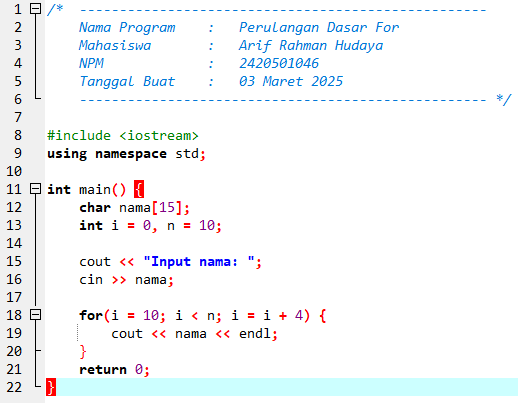 1 /* ---------------------------------------------------
2 Nama Program : Perulangan Dasar For
3 Mahasiswa : Arif Rahman Hudaya
4 NPM : 2420501046
5 Tanggal Buat : 03 Maret 2025
6 --------------------------------------------------- */
7
8 #include <iostream>
9 using namespace std;
10
11 int main() {
12 char nama[15];
13 int i = 0, n = 10;
14
15 cout << "Input nama: ";
16 cin >> nama;
17
18 for(i = 10; i < n; i = i + 4) {
19 cout << nama << endl;
20 }
21 return 0;
22 }